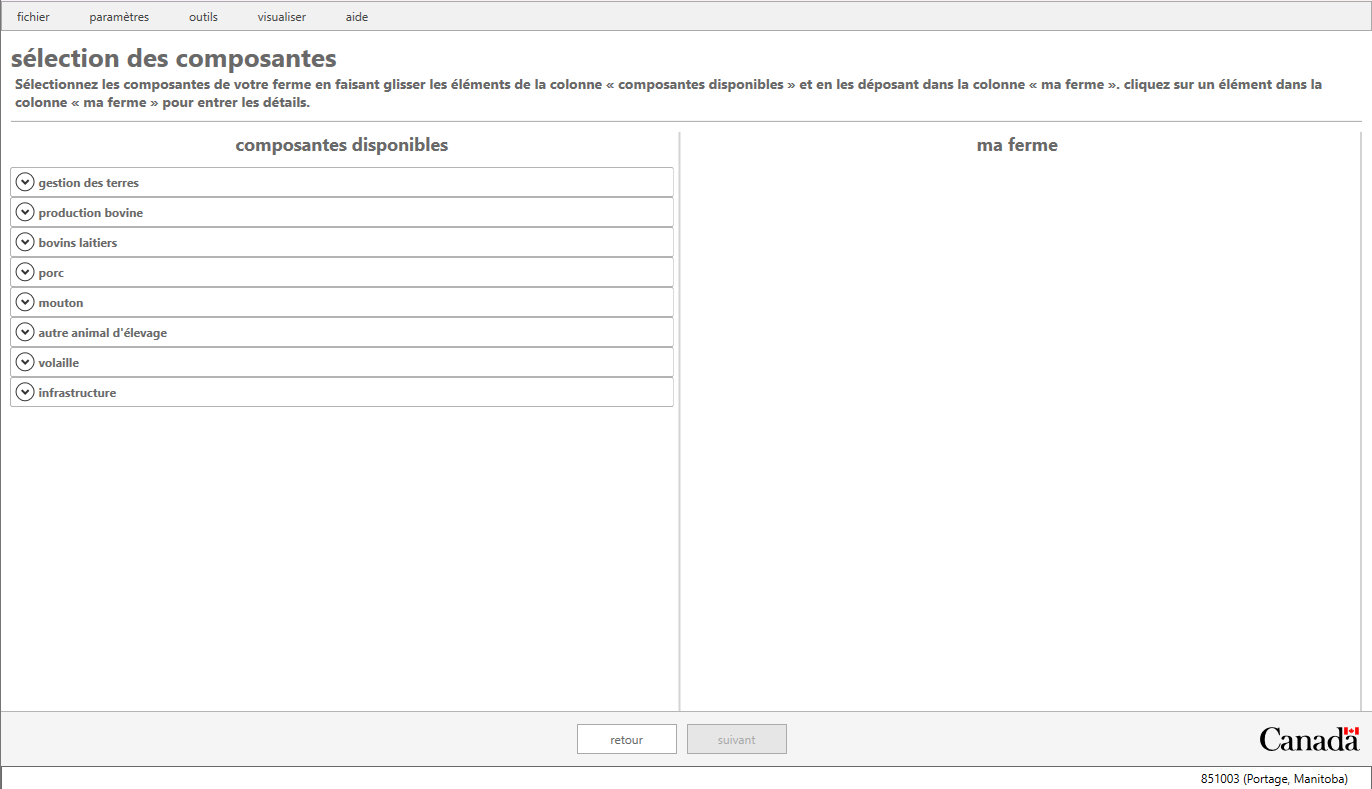 fichier paramètres outils visualiser aide
sélection des composantes
Sélectionnez les composantes de votre ferme en faisant glisser les éléments de la colonne « composantes disponibles » et en les déposant dans la colonne « ma ferme ». cliquez sur un élément dans la
colonne « ma ferme » pour entrer les détails.
composantes disponibles
gestion des terres
production bovine
bovins laitiers
porc
mouton
autre animal d'élevage
volaille
infrastructure
ma ferme
retour suivant
Canada
851003 (Portage, Manitoba)